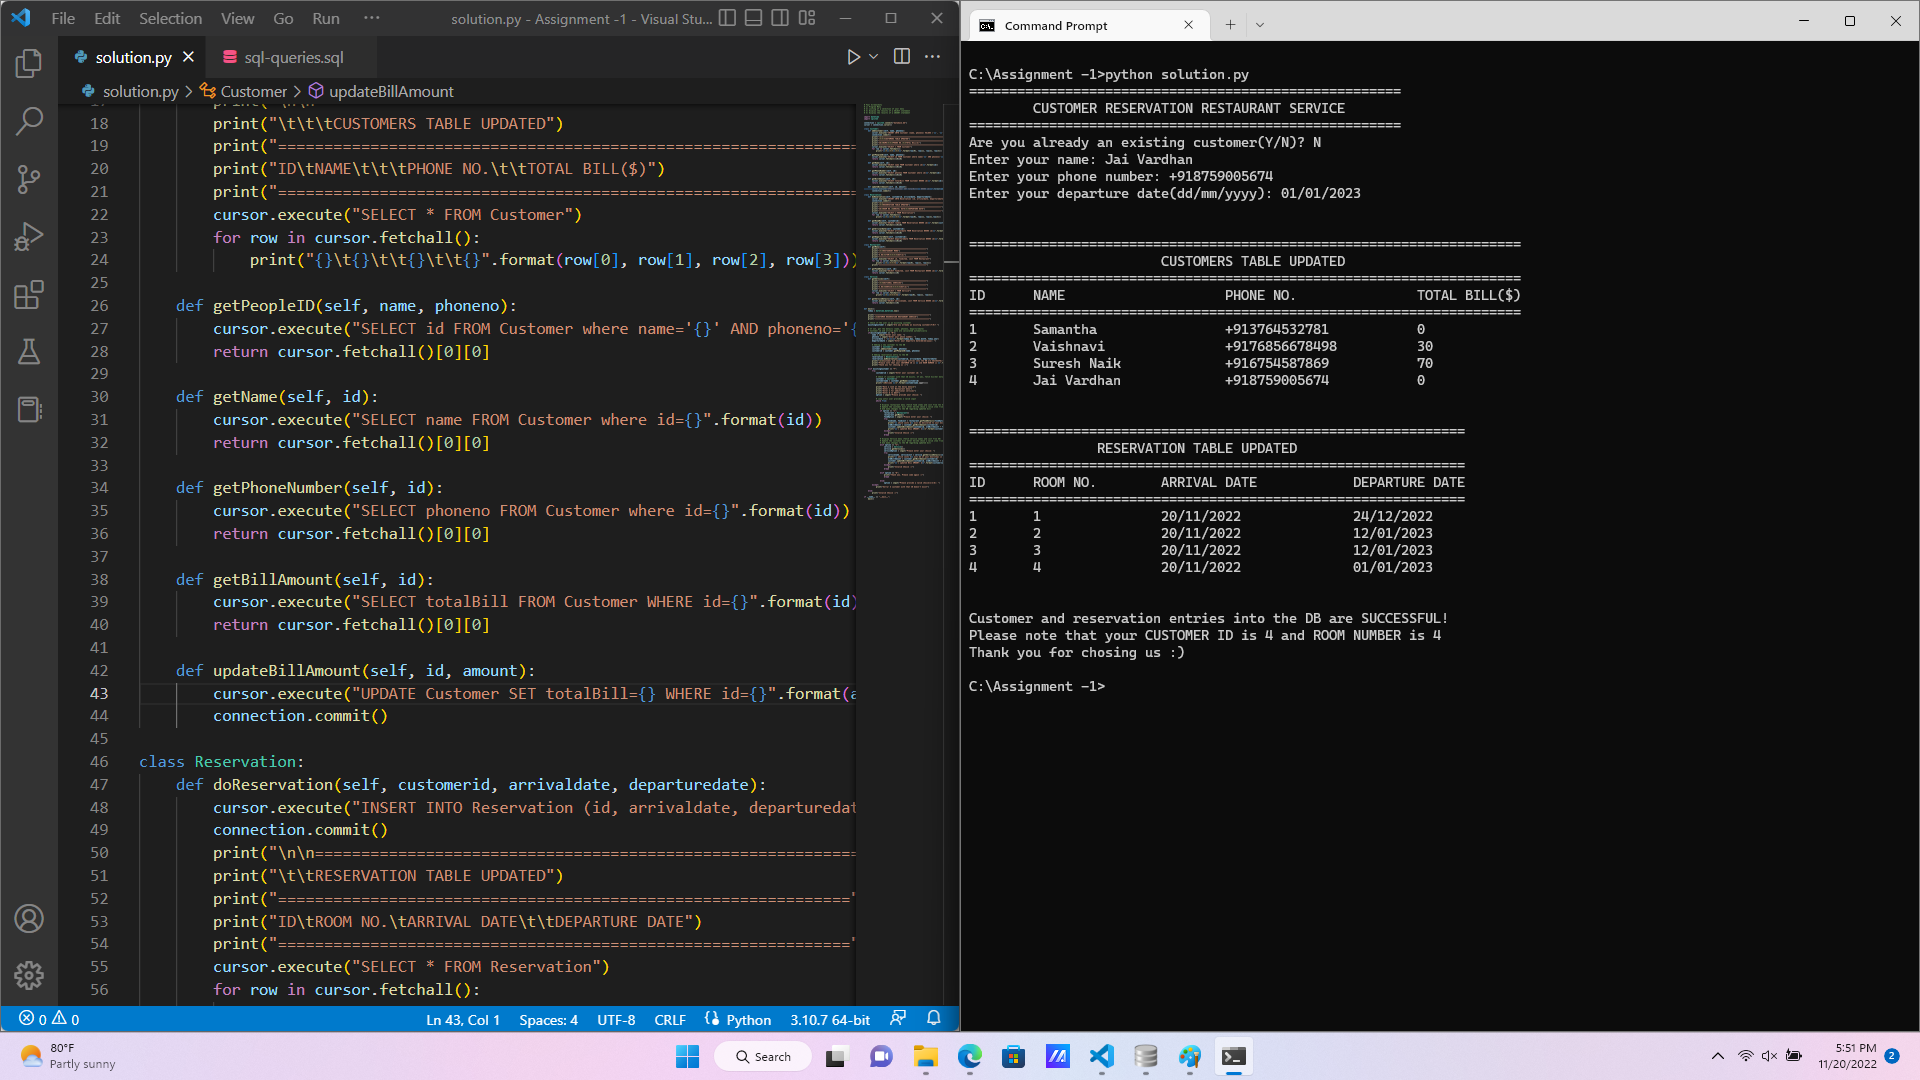 File Edit Selection View Go Run ··· solution.py - Assignment -1 - Visual Stu...
solution.py sql-queries.sql
solution.py > Customer > updateBillAmount
18 print("\t\t\tCUSTOMERS TABLE UPDATED")
19 print("===============================================================
20 print("ID\tNAME\t\t\tPHONE NO.\t\tTOTAL BILL($)")
21 print("===============================================================
22 cursor.execute("SELECT * FROM Customer")
23 for row in cursor.fetchall():
24 print("{}\t{}\t\t{}\t\t{}".format(row[0], row[1], row[2], row[3]))
25
26 def getPeopleID(self, name, phoneno):
27 cursor.execute("SELECT id FROM Customer where name='{}' AND phoneno='{
28 return cursor.fetchall()[0][0]
29
30 def getName(self, id):
31 cursor.execute("SELECT name FROM Customer where id={}".format(id))
32 return cursor.fetchall()[0][0]
33
34 def getPhoneNumber(self, id):
35 cursor.execute("SELECT phoneno FROM Customer where id={}".format(id))
36 return cursor.fetchall()[0][0]
37
38 def getBillAmount(self, id):
39 cursor.execute("SELECT totalBill FROM Customer WHERE id={}".format(id)
40 return cursor.fetchall()[0][0]
41
42 def updateBillAmount(self, id, amount):
43 cursor.execute("UPDATE Customer SET totalBill={} WHERE id={}".format(a
44 connection.commit()
45
46 class Reservation:
47 def doReservation(self, customerid, arrivaldate, departuredate):
48 cursor.execute("INSERT INTO Reservation (id, arrivaldate, departuredat
49 connection.commit()
50 print("\n\n===========================================================
51 print("\t\tRESERVATION TABLE UPDATED")
52 print("=============================================================="
53 print("ID\tROOM NO.\tARRIVAL DATE\t\tDEPARTURE DATE")
54 print("=============================================================="
55 cursor.execute("SELECT * FROM Reservation")
56 for row in cursor.fetchall():
0 0 Ln 43, Col 1 Spaces: 4 UTF-8 CRLF Python 3.10.7 64-bit
Command Prompt
C:\Assignment -1>python solution.py
======================================================
CUSTOMER RESERVATION RESTAURANT SERVICE
======================================================
Are you already an existing customer(Y/N)? N
Enter your name: Jai Vardhan
Enter your phone number: +918759005674
Enter your departure date(dd/mm/yyyy): 01/01/2023
=====================================================================
CUSTOMERS TABLE UPDATED
=====================================================================
ID NAME PHONE NO. TOTAL BILL($)
=====================================================================
1 Samantha +913764532781 0
2 Vaishnavi +9176856678498 30
3 Suresh Naik +916754587869 70
4 Jai Vardhan +918759005674 0
==============================================================
RESERVATION TABLE UPDATED
==============================================================
ID ROOM NO. ARRIVAL DATE DEPARTURE DATE
==============================================================
1 1 20/11/2022 24/12/2022
2 2 20/11/2022 12/01/2023
3 3 20/11/2022 12/01/2023
4 4 20/11/2022 01/01/2023
Customer and reservation entries into the DB are SUCCESSFUL!
Please note that your CUSTOMER ID is 4 and ROOM NUMBER is 4
Thank you for chosing us :)
C:\Assignment -1>
80°F
Partly sunny
Search
5:51 PM
11/20/2022
2